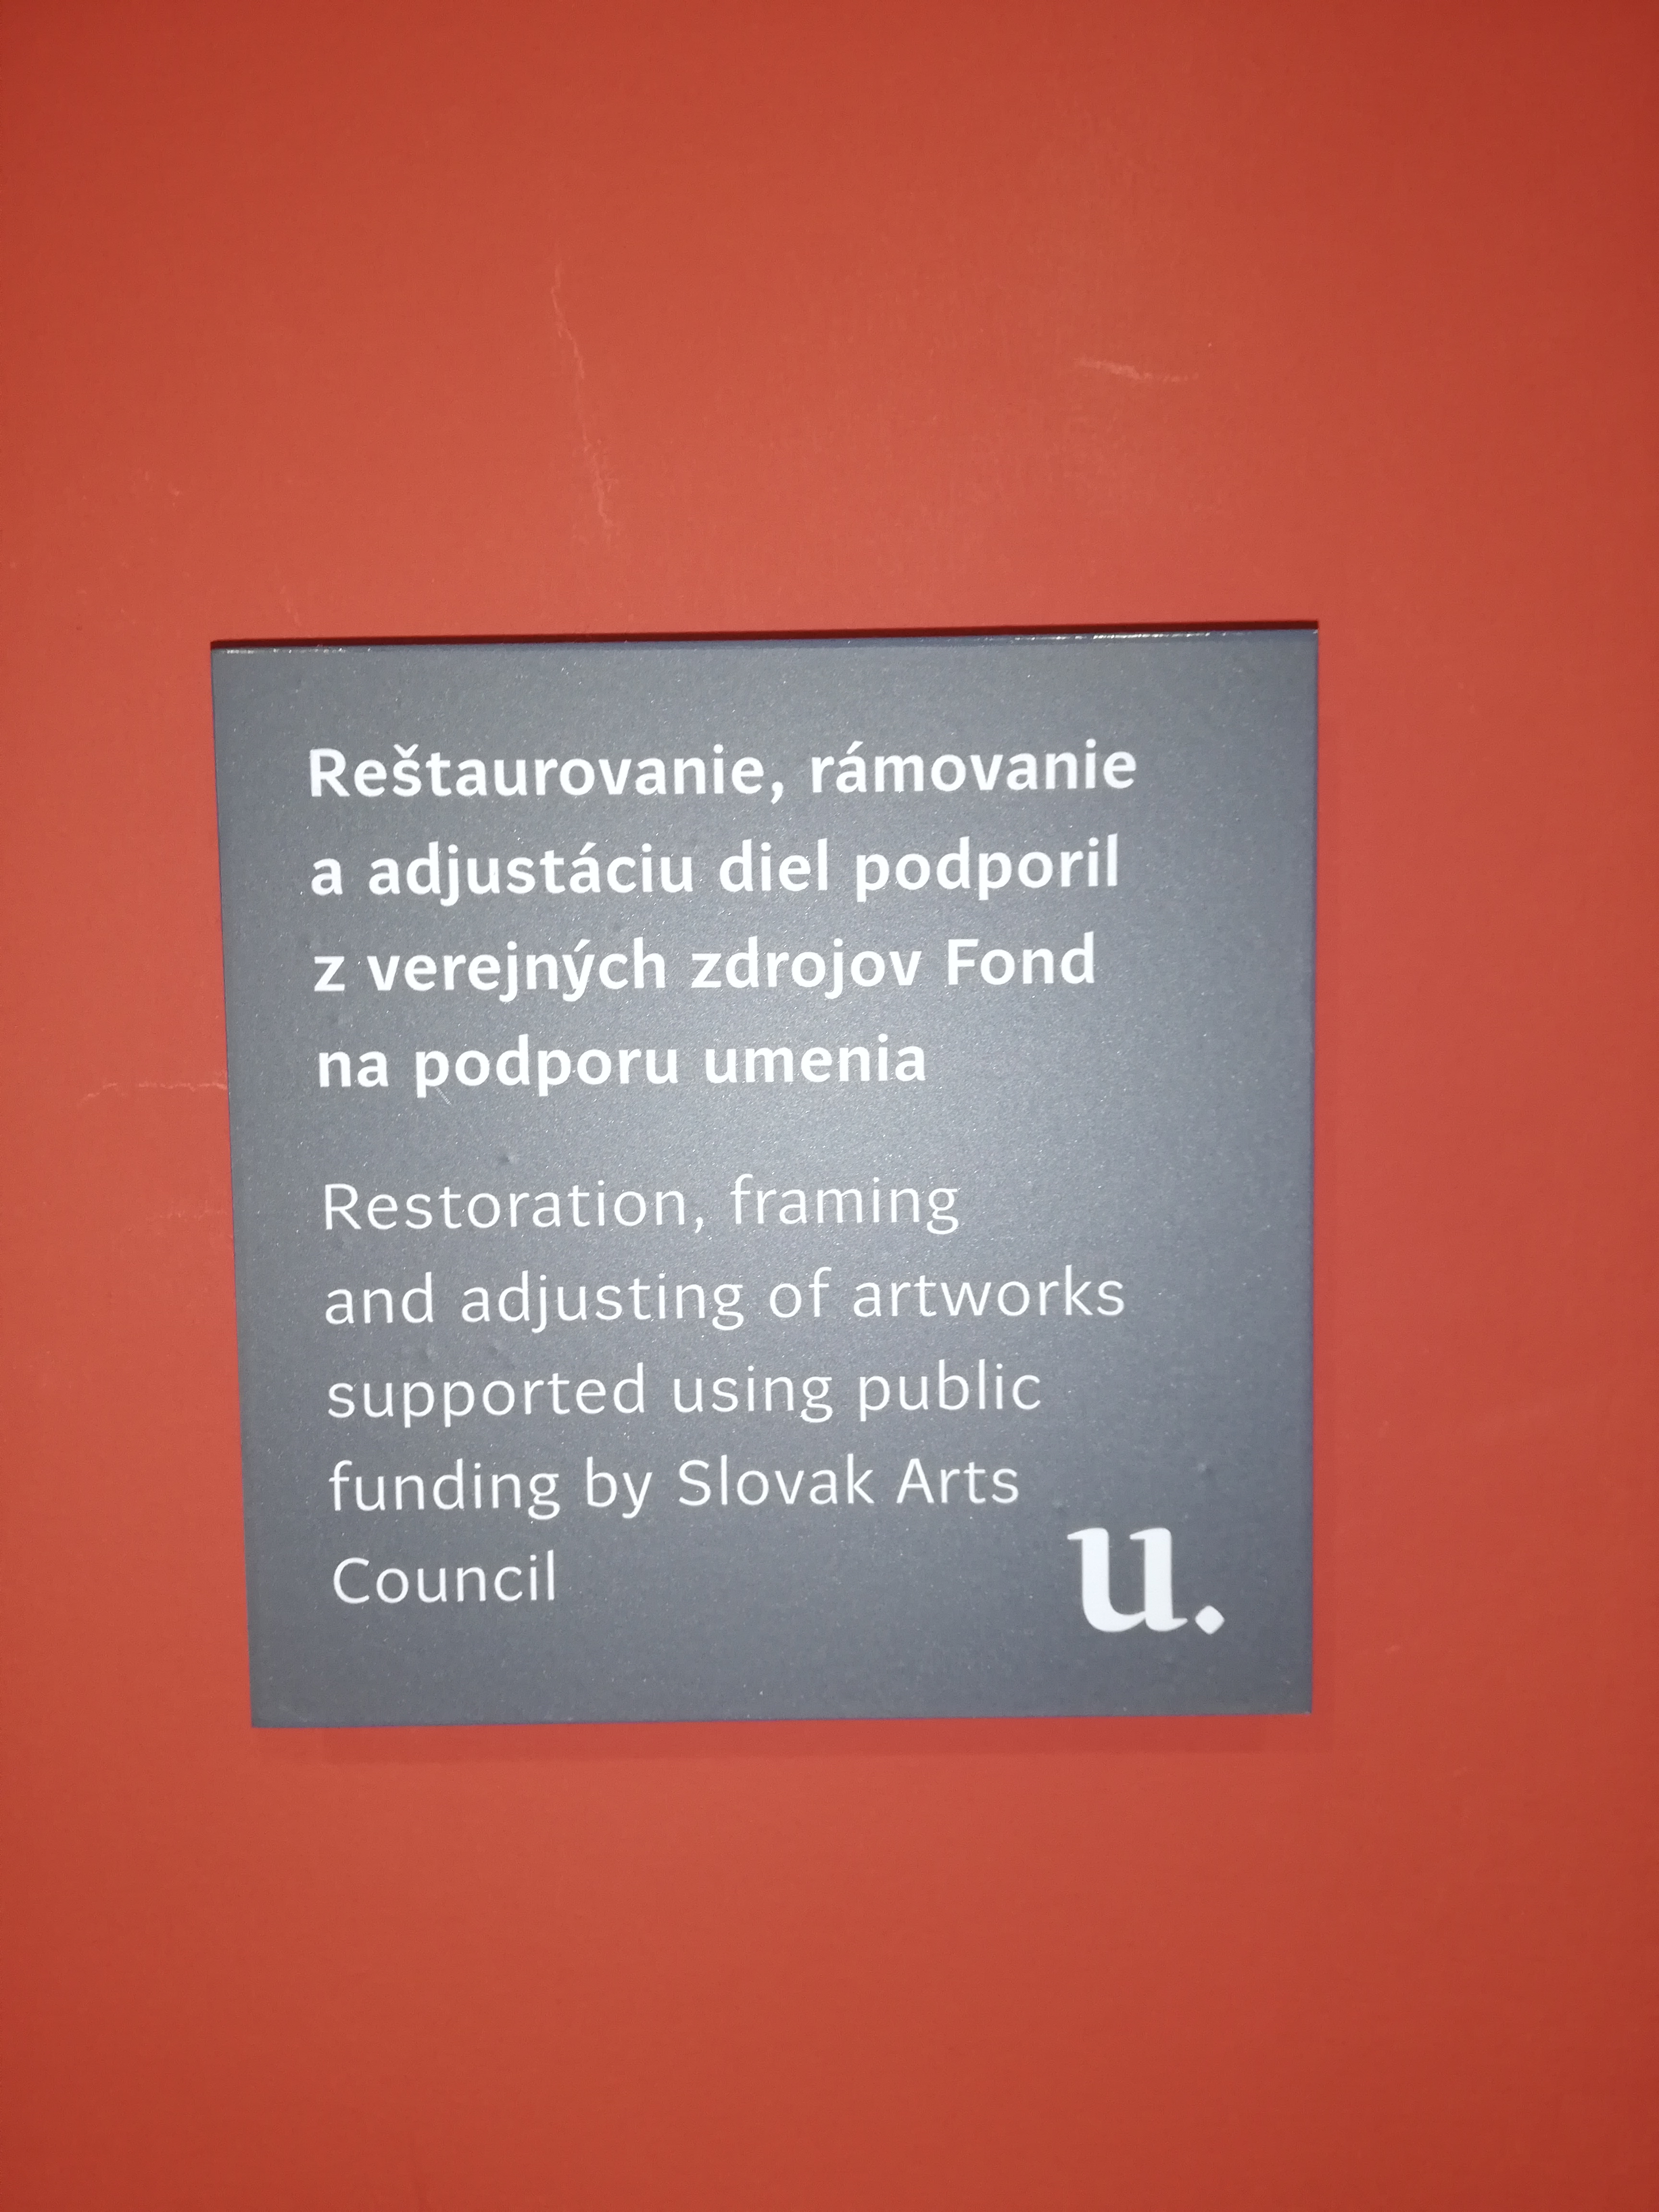 Reštaurovanie, rámovanie
a adjustáciu diel podporil
z verejných zdrojov Fond
na podporu umenia
Restoration, framing
and adjusting of artworks
supported using public
funding by Slovak Arts
Council
u.